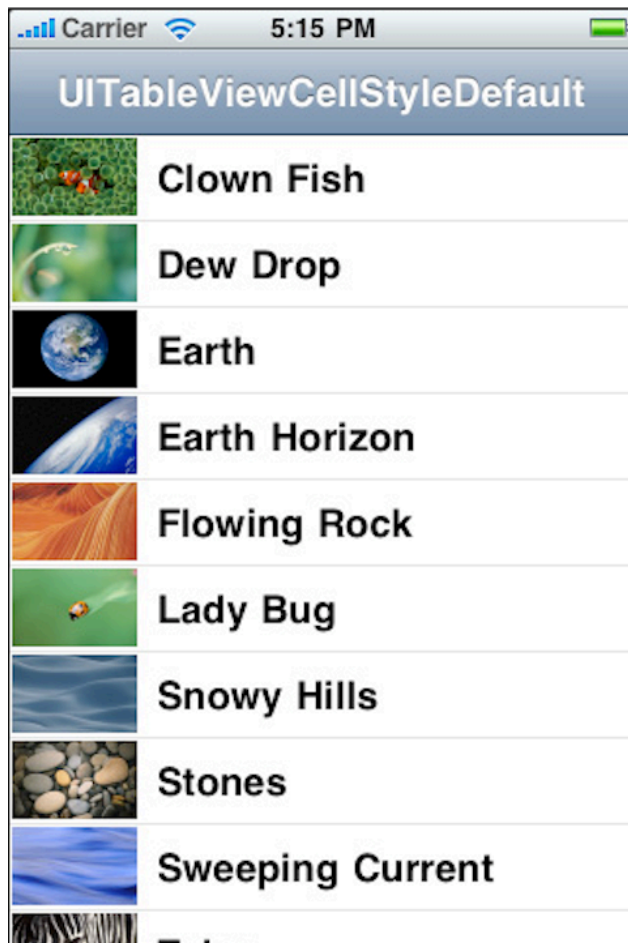 Carrier 5:15 PM
UITableViewCellStyleDefault
Clown Fish
Dew Drop
Earth
Earth Horizon
Flowing Rock
Lady Bug
Snowy Hills
Stones
Sweeping Current